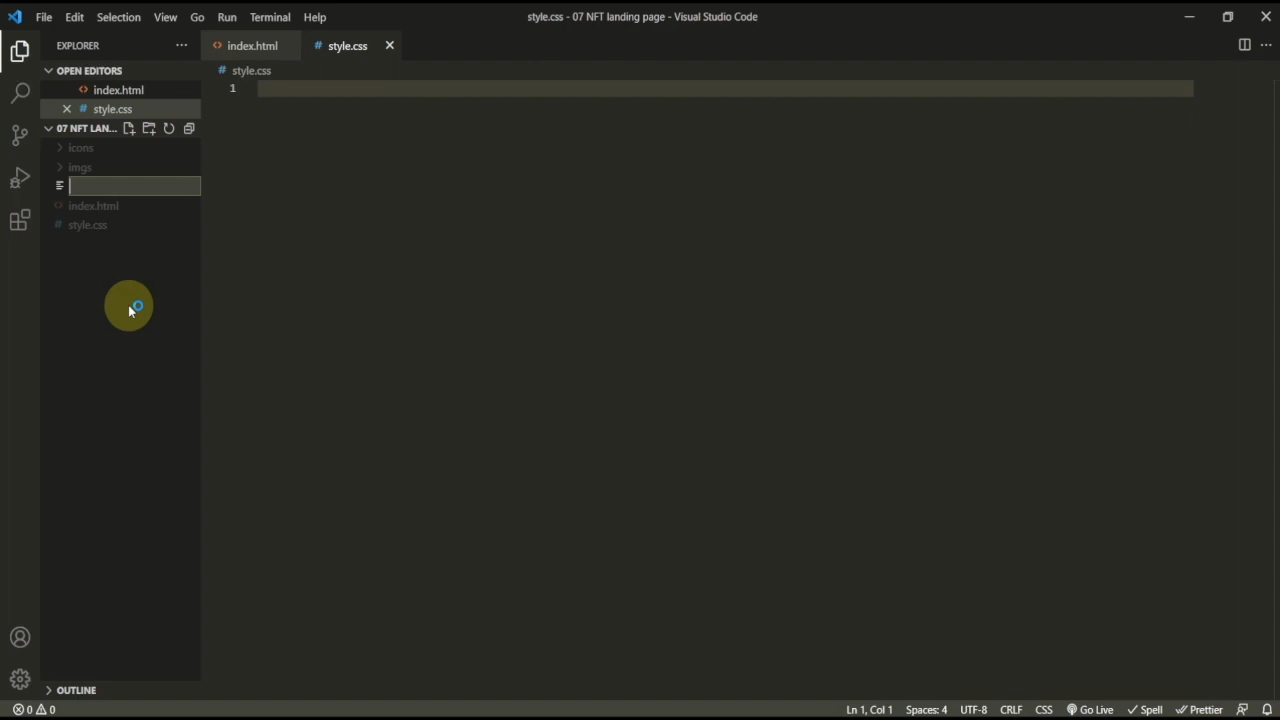 File Edit Selection View Go Run Terminal Help
style.css - 07 NFT landing page - Visual Studio Code
EXPLORER
index.html
style.css
OPEN EDITORS
index.html
style.css
07 NFT LAN...
icons
imgs
index.html
style.css
style.css
1
OUTLINE
0 0
Ln 1, Col 1 Spaces: 4 UTF-8 CRLF CSS Go Live Spell Prettier